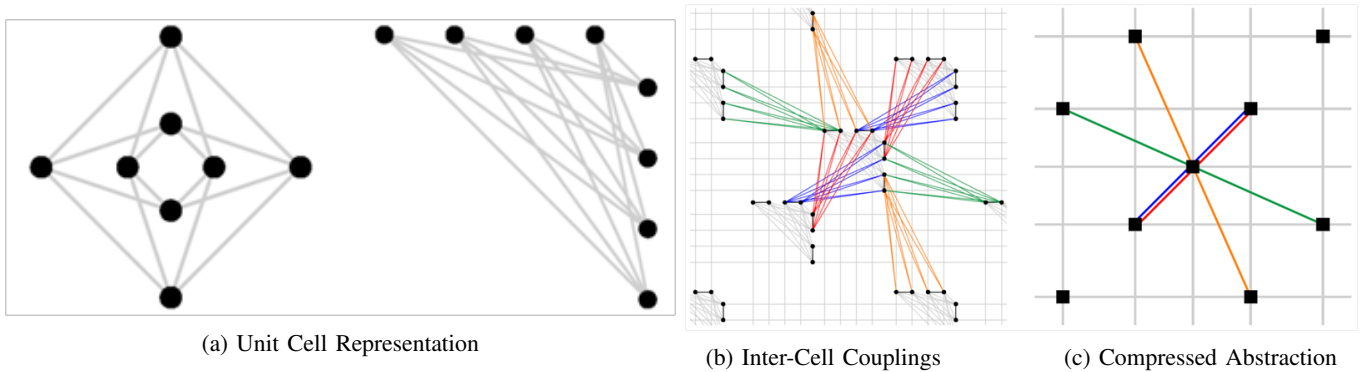 (a) Unit Cell Representation
(b) Inter-Cell Couplings
(c) Compressed Abstraction